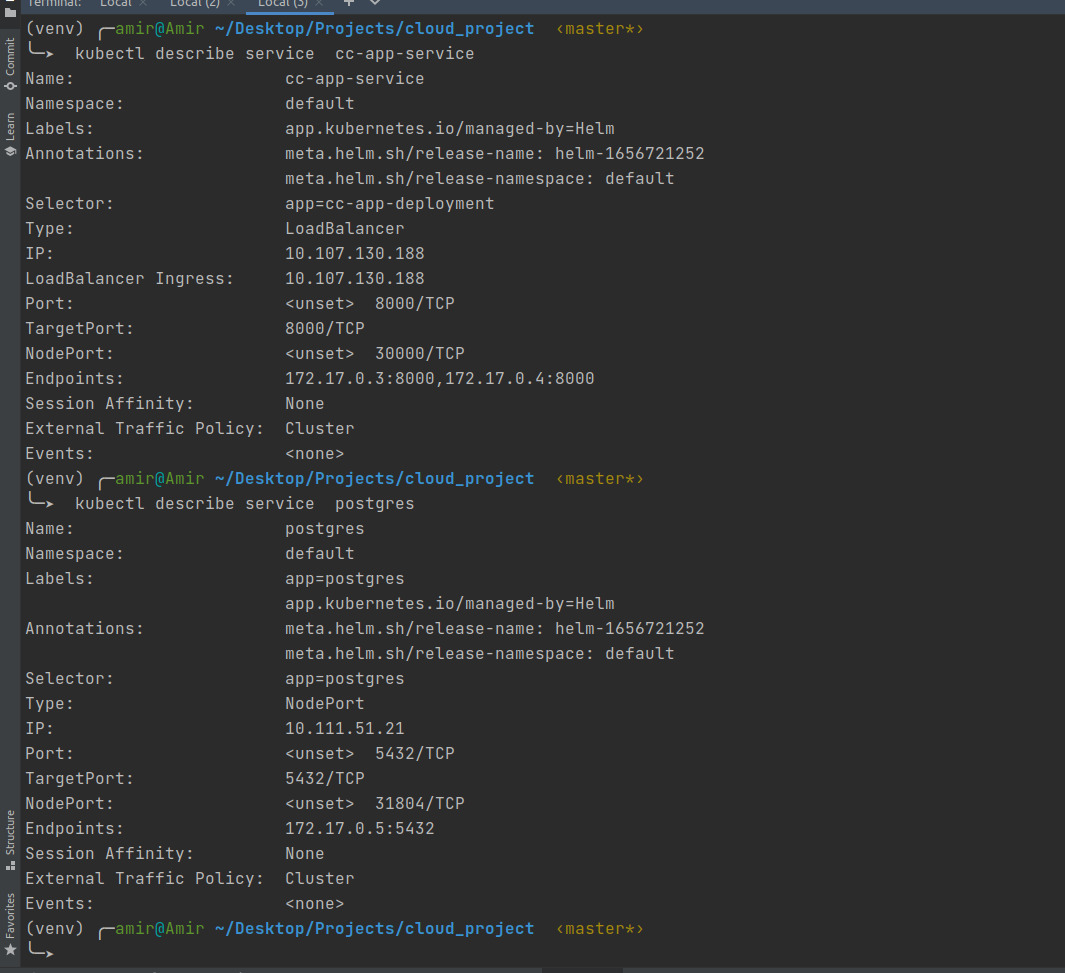 Terminal: Local × Local (2) × Local (3) × +
Commit
Learn
Structure
Favorites
(venv) ╭─amir@Amir ~/Desktop/Projects/cloud_project ‹master*›
╰─➤ kubectl describe service cc-app-service
Name: cc-app-service
Namespace: default
Labels: app.kubernetes.io/managed-by=Helm
Annotations: meta.helm.sh/release-name: helm-1656721252
meta.helm.sh/release-namespace: default
Selector: app=cc-app-deployment
Type: LoadBalancer
IP: 10.107.130.188
LoadBalancer Ingress: 10.107.130.188
Port: <unset> 8000/TCP
TargetPort: 8000/TCP
NodePort: <unset> 30000/TCP
Endpoints: 172.17.0.3:8000,172.17.0.4:8000
Session Affinity: None
External Traffic Policy: Cluster
Events: <none>
(venv) ╭─amir@Amir ~/Desktop/Projects/cloud_project ‹master*›
╰─➤ kubectl describe service postgres
Name: postgres
Namespace: default
Labels: app=postgres
app.kubernetes.io/managed-by=Helm
Annotations: meta.helm.sh/release-name: helm-1656721252
meta.helm.sh/release-namespace: default
Selector: app=postgres
Type: NodePort
IP: 10.111.51.21
Port: <unset> 5432/TCP
TargetPort: 5432/TCP
NodePort: <unset> 31804/TCP
Endpoints: 172.17.0.5:5432
Session Affinity: None
External Traffic Policy: Cluster
Events: <none>
(venv) ╭─amir@Amir ~/Desktop/Projects/cloud_project ‹master*›
╰─➤